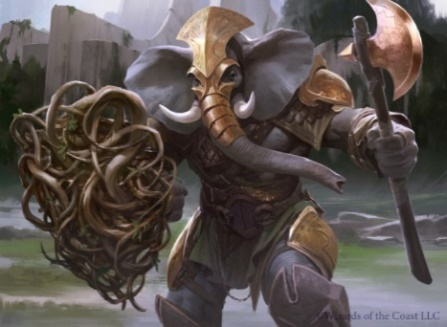 Wizards of the Coast LLC